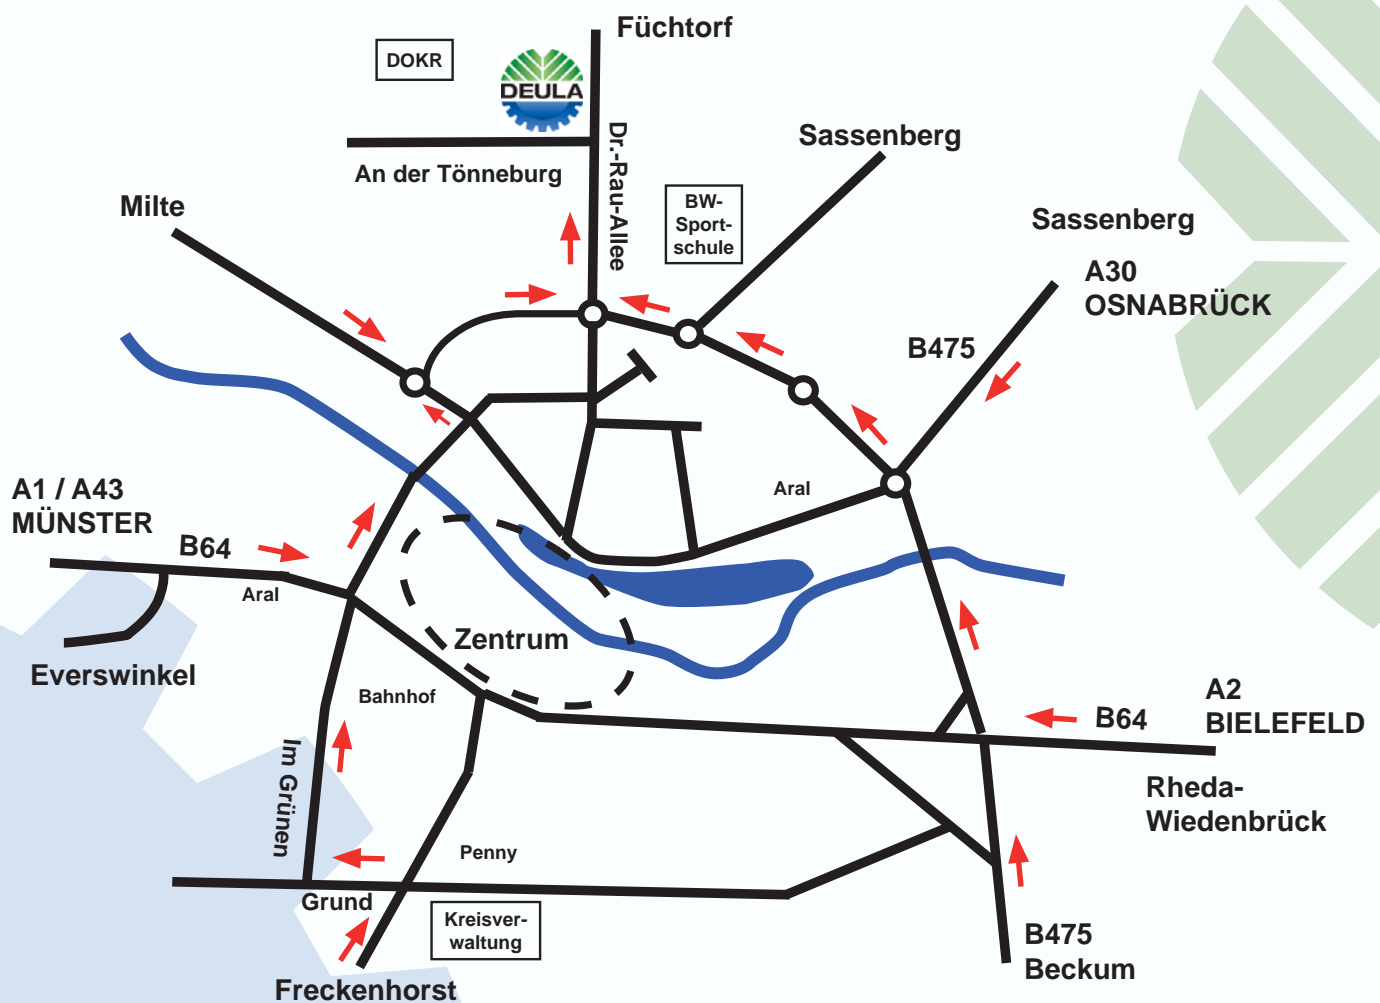 Füchtorf
DOKR
DEULA
Dr.-Rau-Allee
Sassenberg
An der Tönneburg
BW-
Sport-
schule
Milte
Sassenberg
A30
OSNABRÜCK
B475
A1 / A43
MÜNSTER
B64
Aral
Aral
Zentrum
Everswinkel
Bahnhof
A2
BIELEFELD
B64
Im Grünen
Rheda-
Wiedenbrück
Penny
Grund
Kreisver-
waltung
B475
Beckum
Freckenhorst